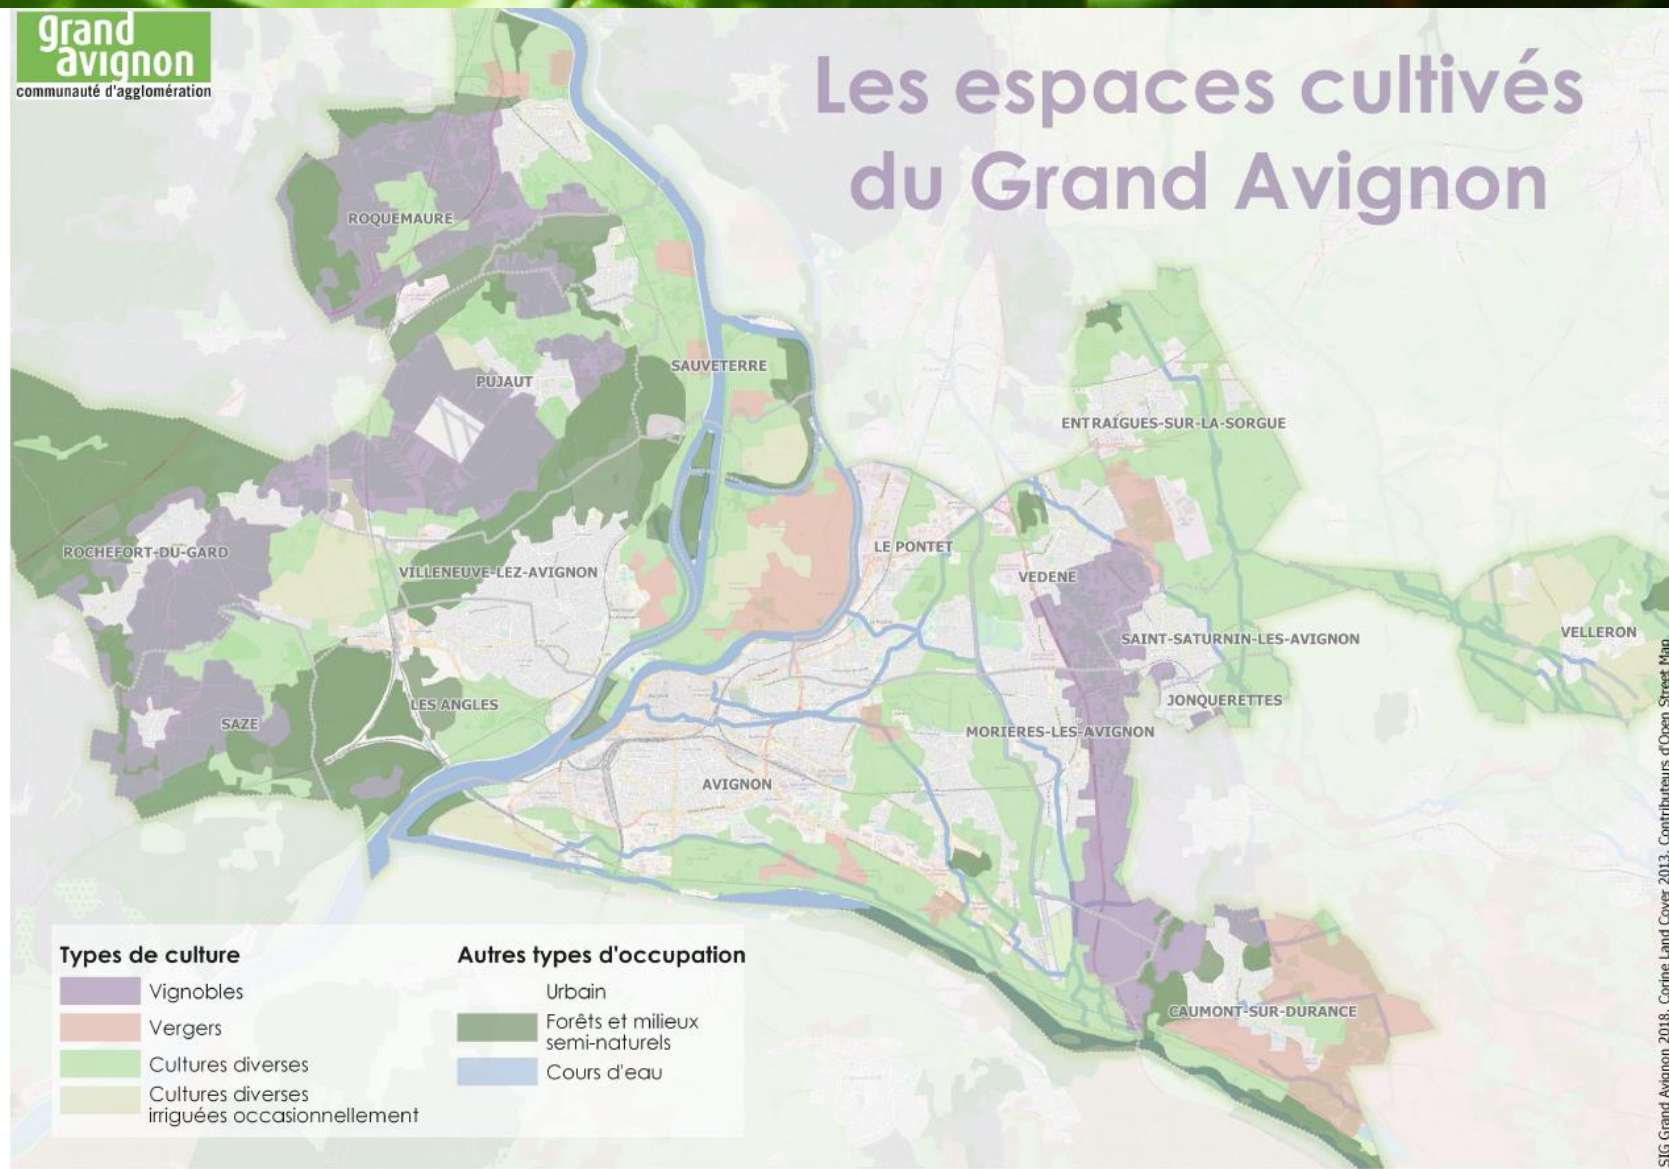 grand
avignon
communauté d'agglomération
Les espaces cultivés
du Grand Avignon
ROQUEMAURE
PUJAUT
SAUVETERRE
ENTRAIGUES-SUR-LA-SORGUE
ROCHEFORT-DU-GARD
VILLENEUVE-LEZ-AVIGNON
LE PONTET
VEDENE
SAINT-SATURNIN-LES-AVIGNON
VELLERON
JONQUERETTES
LES ANGLES
SAZE
MORIERES-LES-AVIGNON
AVIGNON
CAUMONT-SUR-DURANCE
Types de culture
Vignobles
Vergers
Cultures diverses
Cultures diverses
irriguées occasionnellement
Autres types d'occupation
Urbain
Forêts et milieux
semi-naturels
Cours d'eau
SIG Grand Avignon 2018, Corine Land Cover 2013, Contributeurs d'Open Street Map